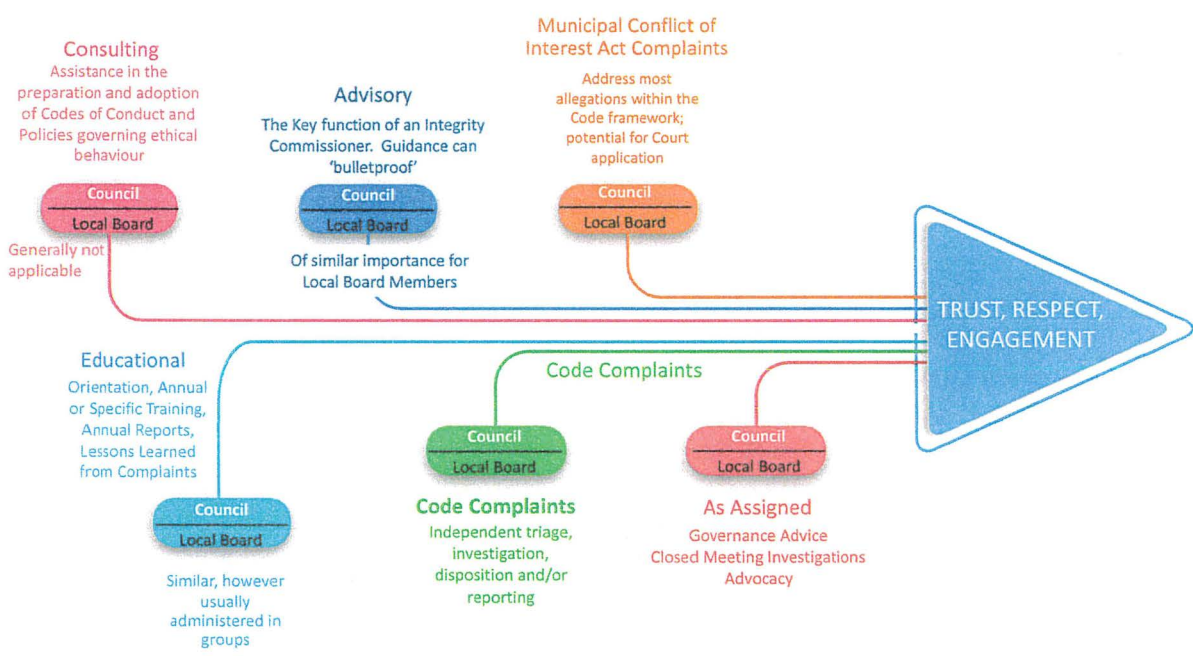 Consulting
Assistance in the
preparation and adoption
of Codes of Conduct and
Policies governing ethical
behaviour
Council
Local Board
Generally not
applicable
Advisory
The Key function of an Integrity
Commissioner. Guidance can
‘bulletproof’
Council
Local Board
Of similar importance for
Local Board Members
Municipal Conflict of
Interest Act Complaints
Address most
allegations within the
Code framework;
potential for Court
application
Council
Local Board
TRUST, RESPECT,
ENGAGEMENT
Educational
Orientation, Annual
or Specific Training,
Annual Reports,
Lessons Learned
from Complaints
Council
Local Board
Similar, however
usually
administered in
groups
Code Complaints
Council
Local Board
Code Complaints
Independent triage,
investigation,
disposition and/or
reporting
Council
Local Board
As Assigned
Governance Advice
Closed Meeting Investigations
Advocacy